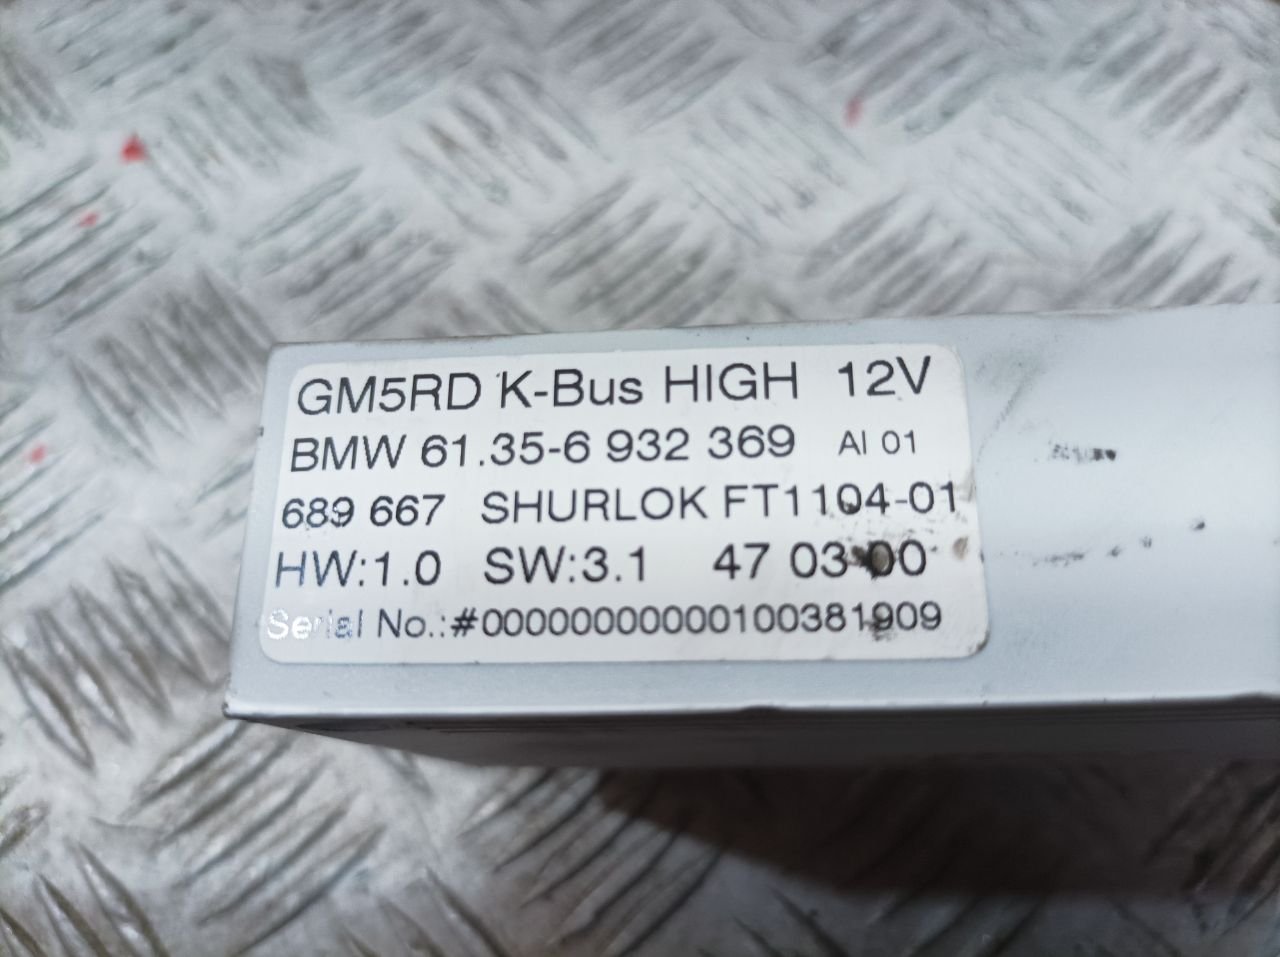 GM5RD K-Bus HIGH 12V
BMW 61.35-6 932 369 AI 01
689 667 SHURLOK FT1104-01
HW:1.0 SW:3.1 47 03 00
Serial No.:#00000000000100381909